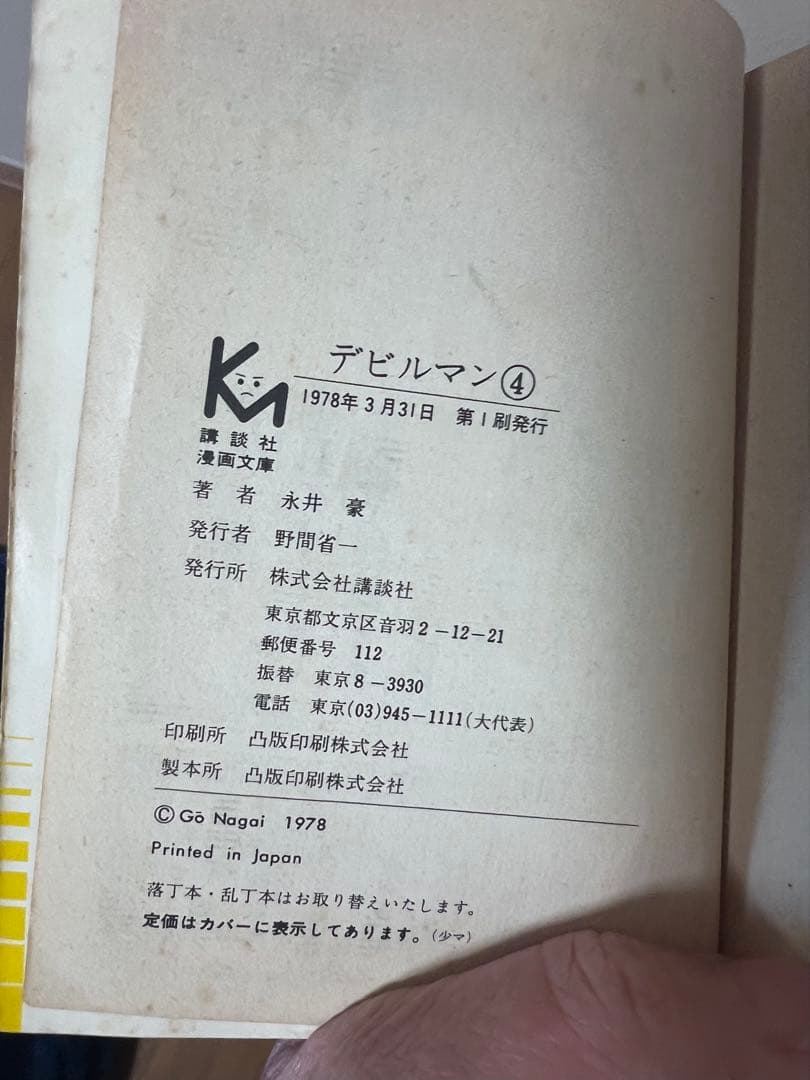 KM
デビルマン④
1978年3月31日 第1刷発行
講談社
漫画文庫
著者 永井 豪
発行者 野間省一
発行所 株式会社講談社
東京都文京区音羽2-12-21
郵便番号 112
振替 東京8-3930
電話 東京(03)945-1111(大代表)
印刷所 凸版印刷株式会社
製本所 凸版印刷株式会社
©Gō Nagai 1978
Printed in Japan
落丁本・乱丁本はお取り替えいたします。
定価はカバーに表示してあります。(少マ)